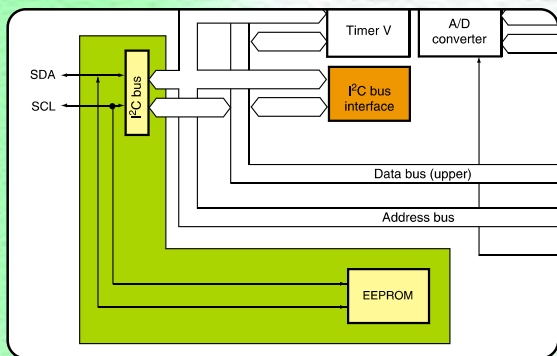 Timer V
A/D
converter
SDA
SCL
I²C bus
I²C bus
interface
Data bus (upper)
Address bus
EEPROM